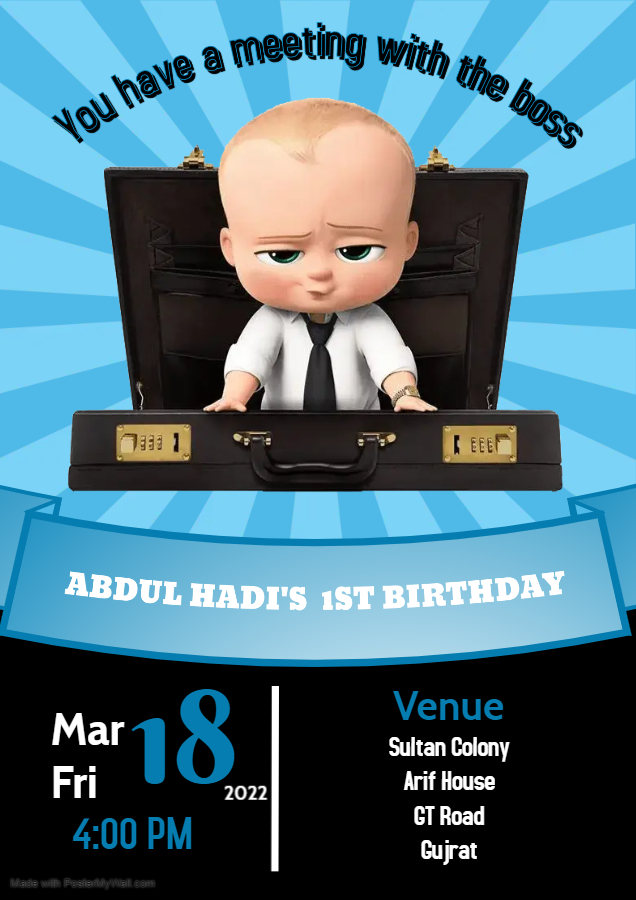 You have a meeting with the boss
ABDUL HADI'S 1ST BIRTHDAY
Mar 18
Fri
2022
4:00 PM
Venue
Sultan Colony
Arif House
GT Road
Gujrat
Made with PosterMyWall.com